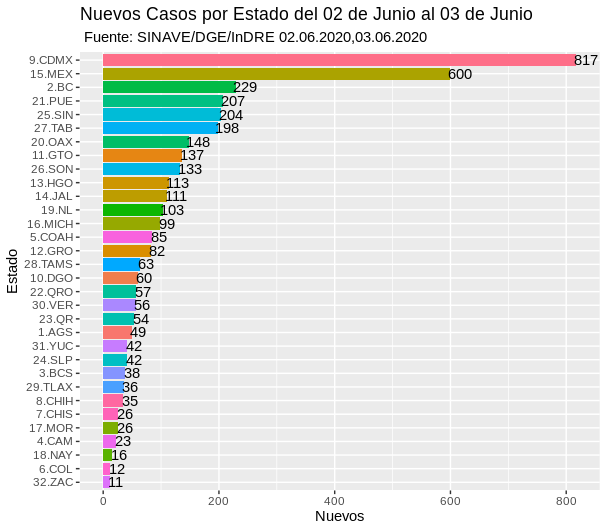 Nuevos Casos por Estado del 02 de Junio al 03 de Junio
Fuente: SINAVE/DGE/InDRE 02.06.2020,03.06.2020
Estado
9.CDMX 817
15.MEX 600
2.BC 229
21.PUE 207
25.SIN 204
27.TAB 198
20.OAX 148
11.GTO 137
26.SON 133
13.HGO 113
14.JAL 111
19.NL 103
16.MICH 99
5.COAH 85
12.GRO 82
28.TAMS 63
10.DGO 60
22.QRO 57
30.VER 56
23.QR 54
1.AGS 49
31.YUC 42
24.SLP 42
3.BCS 38
29.TLAX 36
8.CHIH 35
7.CHIS 26
17.MOR 26
4.CAM 23
18.NAY 16
6.COL 12
32.ZAC 11
0 200 400 600 800
Nuevos